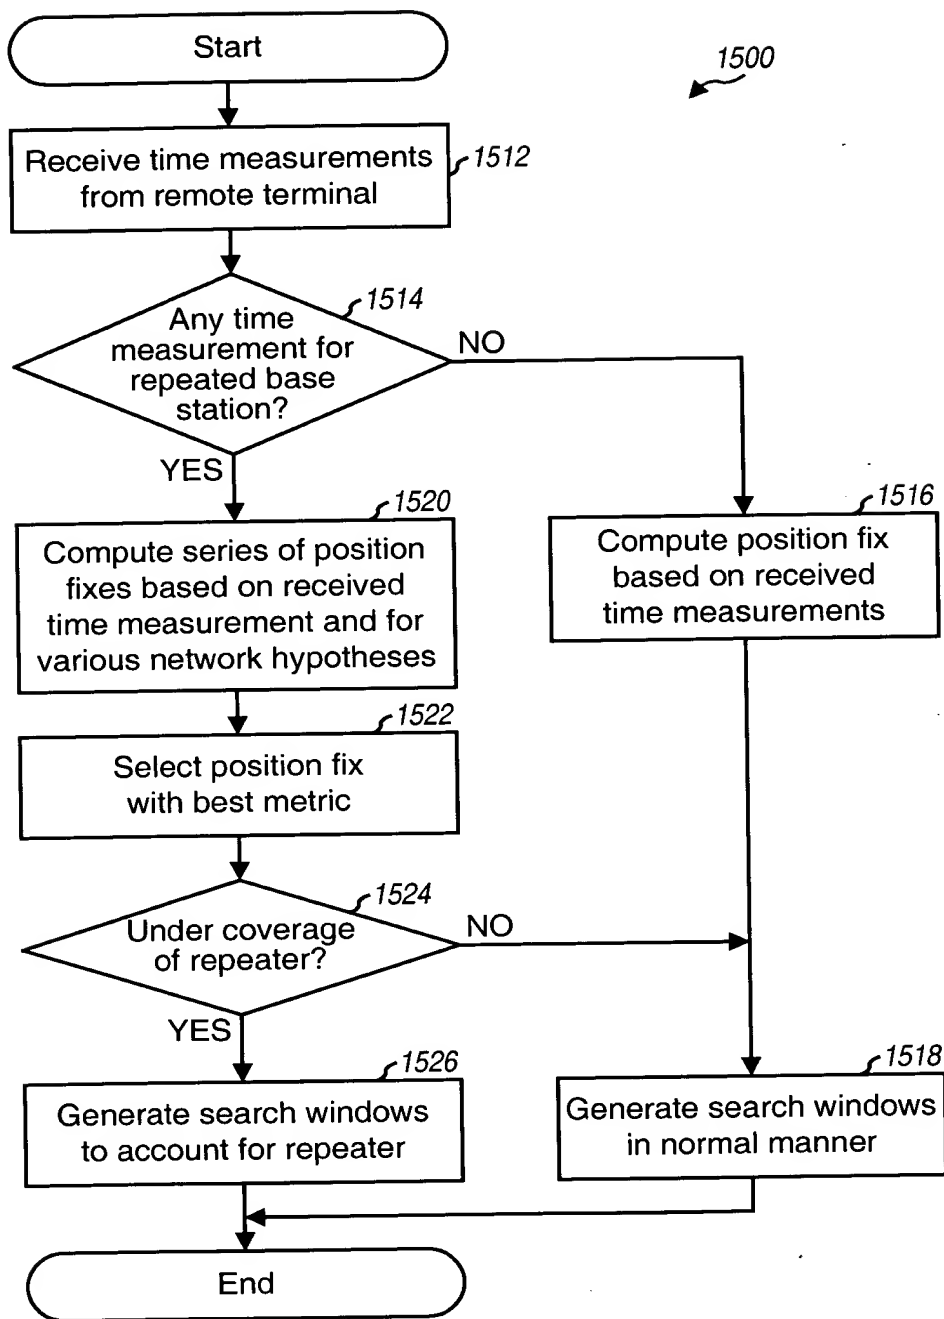 Start
1500
Receive time measurements
from remote terminal
1512
Any time
measurement for
repeated base
station?
1514
NO
YES
1520
Compute series of position
fixes based on received
time measurement and for
various network hypotheses
1516
Compute position fix
based on received
time measurements
1522
Select position fix
with best metric
1524
Under coverage
of repeater?
NO
YES
1526
Generate search windows
to account for repeater
1518
Generate search windows
in normal manner
End